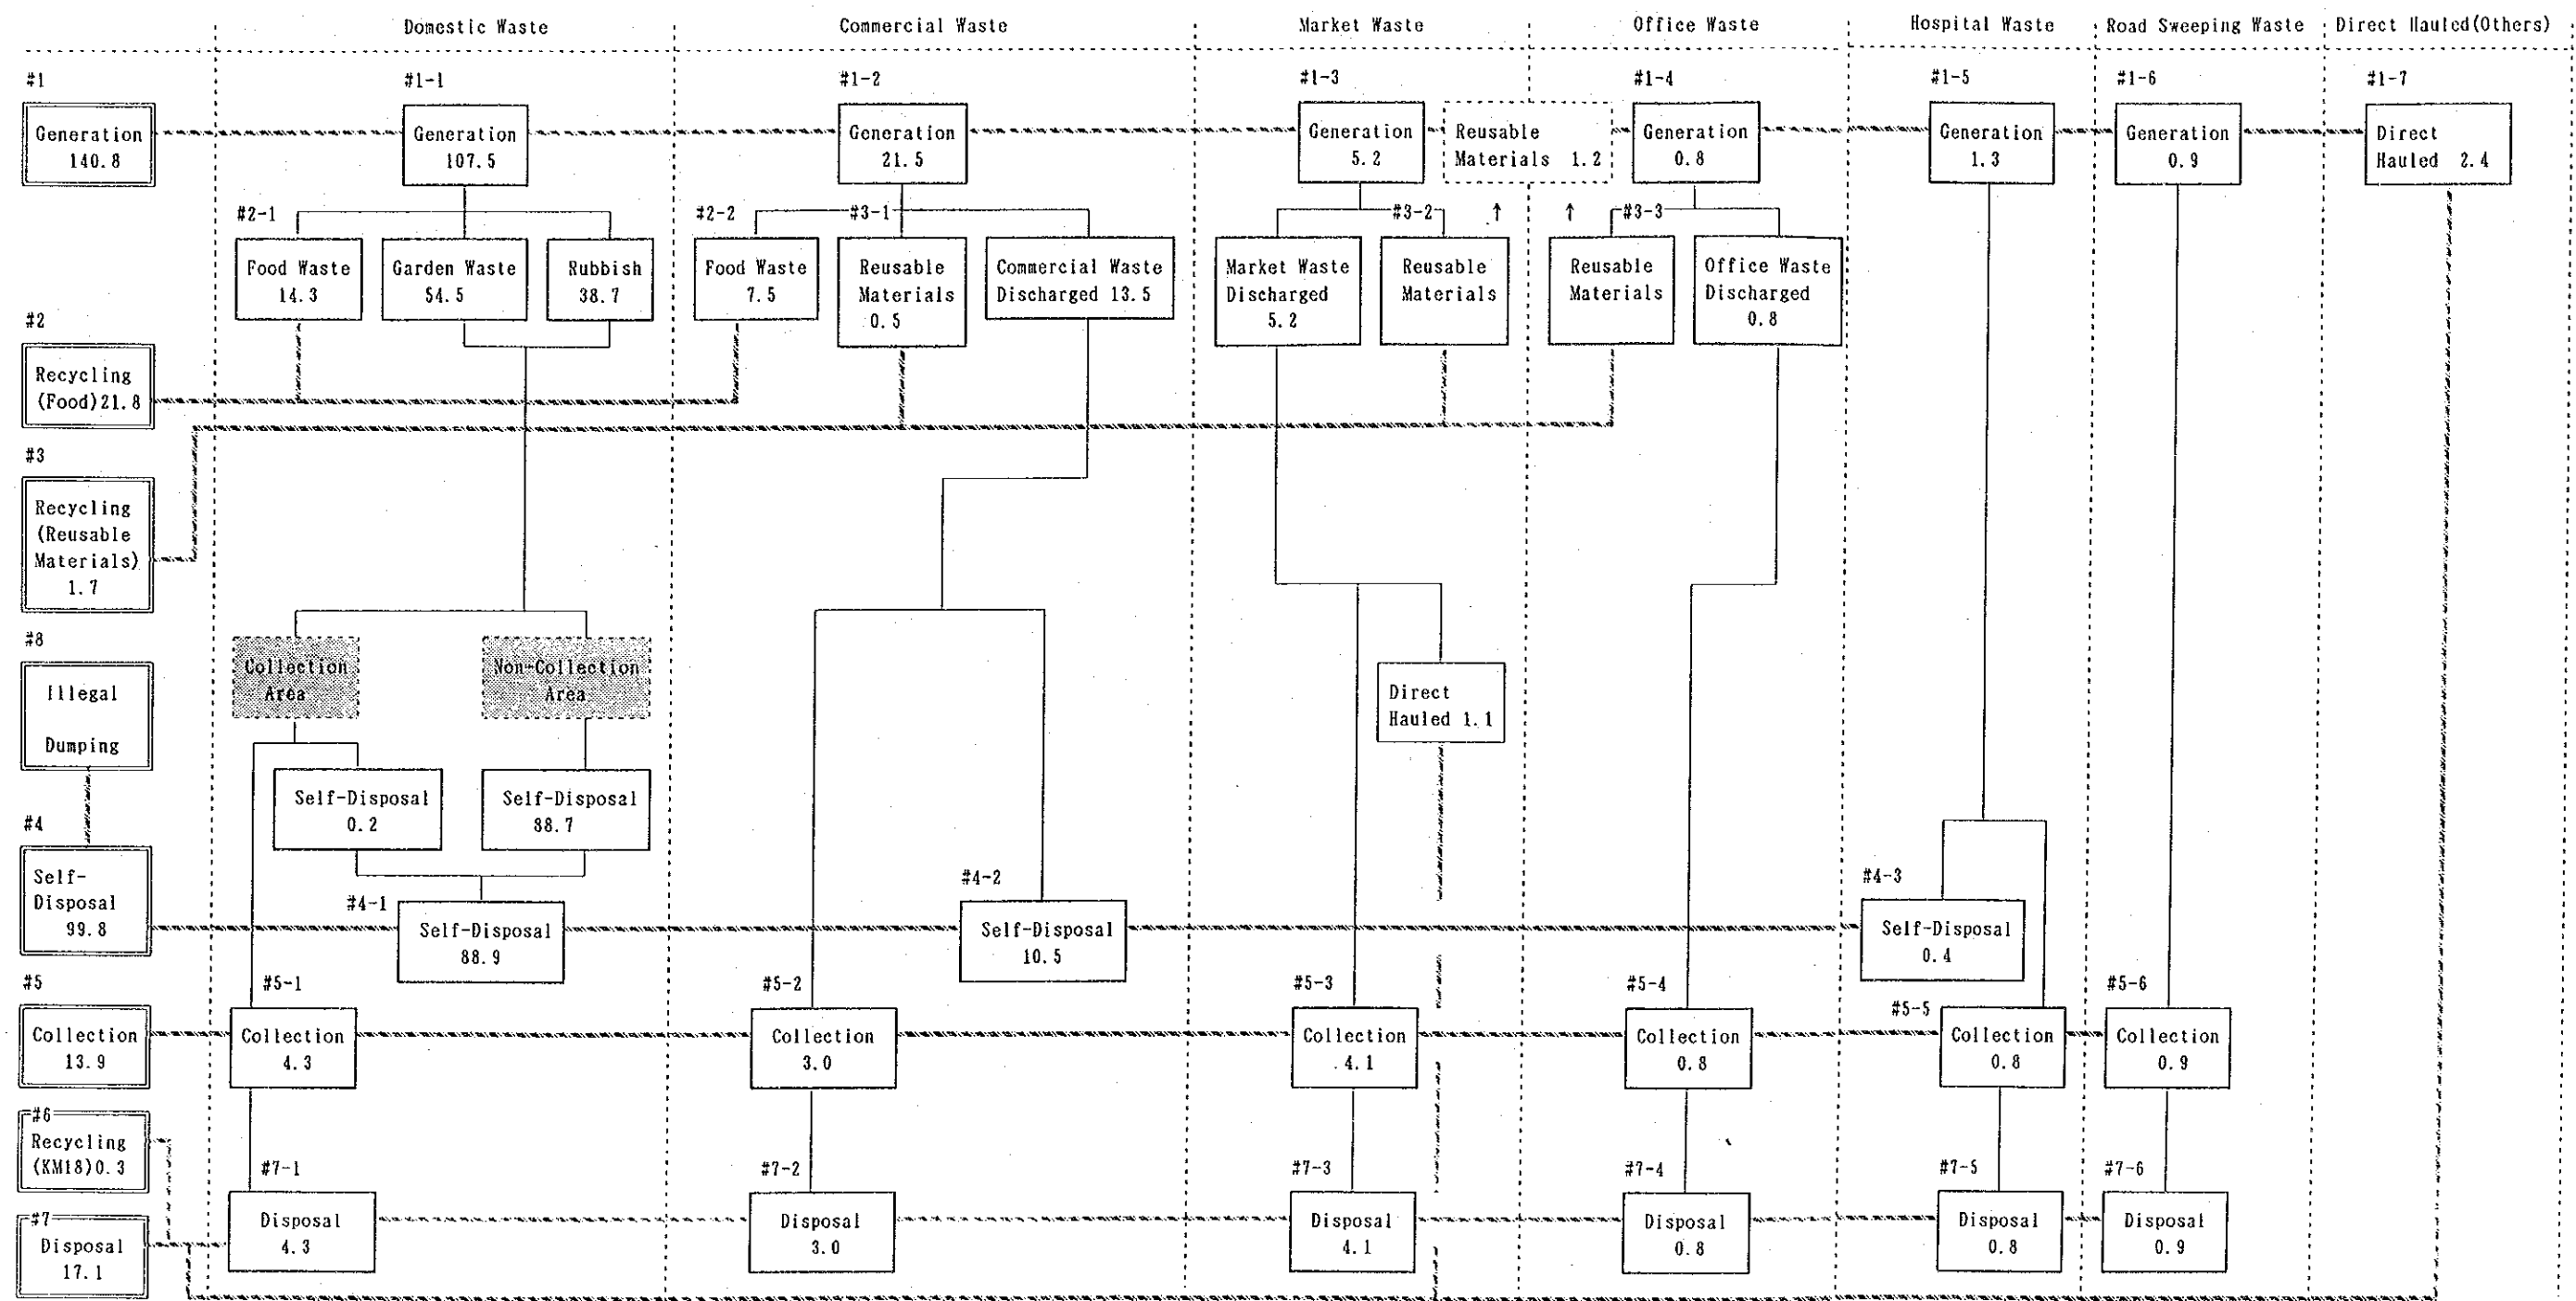 Domestic Waste
Commercial Waste
Market Waste
Office Waste
Hospital Waste
Road Sweeping Waste
Direct Hauled(Others)
#1
#1-1
#1-2
#1-3
#1-4
#1-5
#1-6
#1-7
Generation
140.8
Generation
107.5
Generation
21.5
Generation
5.2
Reusable
Materials 1.2
Generation
0.8
Generation
1.3
Generation
0.9
Direct
Hauled 2.4
#2-1
#2-2
#3-1
#3-2
↑
↑
#3-3
Food Waste
14.3
Garden Waste
54.5
Rubbish
38.7
Food Waste
7.5
Reusable
Materials
0.5
Commercial Waste
Discharged 13.5
Market Waste
Discharged
5.2
Reusable
Materials
Reusable
Materials
Office Waste
Discharged
0.8
#2
Recycling
(Food)21.8
#3
Recycling
(Reusable
Materials)
1.7
#8
Illegal
Dumping
Collection
Area
Non-Collection
Area
Direct
Hauled 1.1
Self-Disposal
0.2
Self-Disposal
88.7
#4
Self-
Disposal
99.8
#4-1
Self-Disposal
88.9
#4-2
Self-Disposal
10.5
#4-3
Self-Disposal
0.4
#5
#5-1
#5-2
#5-3
#5-4
#5-5
#5-6
Collection
13.9
Collection
4.3
Collection
3.0
Collection
4.1
Collection
0.8
Collection
0.8
Collection
0.9
#6
Recycling
(KM18)0.3
#7-1
#7-2
#7-3
#7-4
#7-5
#7-6
#7
Disposal
17.1
Disposal
4.3
Disposal
3.0
Disposal
4.1
Disposal
0.8
Disposal
0.8
Disposal
0.9